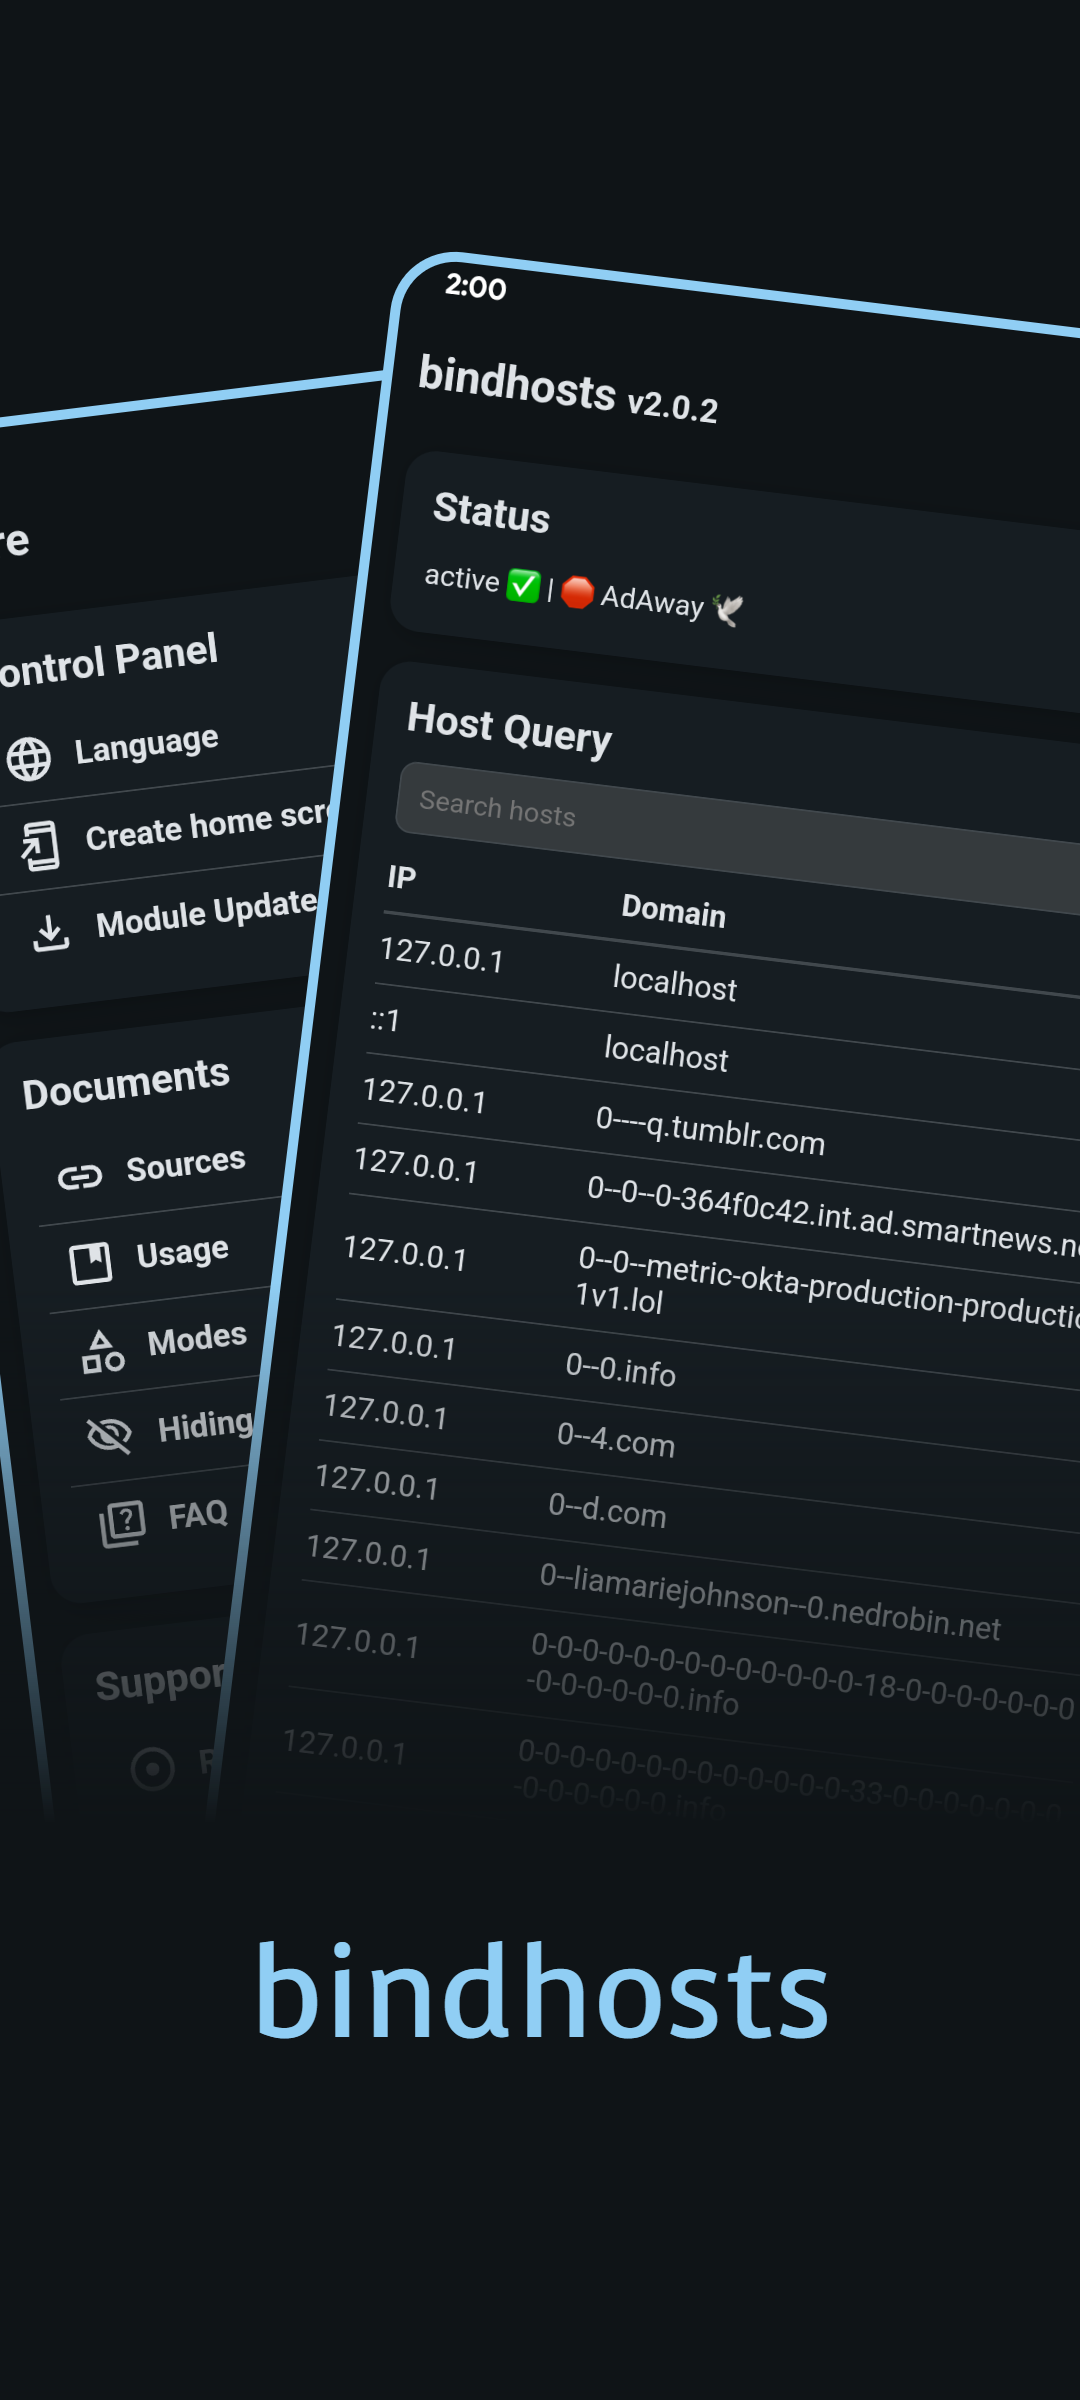 re
ontrol Panel
Language
Create home scre
Module Update
Documents
Sources
Usage
Modes
Hiding
FAQ
Suppor
R
2:00
bindhosts v2.0.2
Status
active ✅ | 🛑 AdAway 🕊️
Host Query
Search hosts
IP Domain
127.0.0.1 localhost
::1 localhost
127.0.0.1 0----q.tumblr.com
127.0.0.1 0--0--0-364f0c42.int.ad.smartnews.ne
127.0.0.1 0--0--metric-okta-production-productio
1v1.lol
127.0.0.1 0--0.info
127.0.0.1 0--4.com
127.0.0.1 0--d.com
127.0.0.1 0--liamariejohnson--0.nedrobin.net
127.0.0.1 0-0-0-0-0-0-0-0-0-0-0-0-0-18-0-0-0-0-0-0-0
-0-0-0-0-0-0.info
127.0.0.1 0-0-0-0-0-0-0-0-0-0-0-0-0-33-0-0-0-0-0-0-0
-0-0-0-0-0-0.info
bindhosts